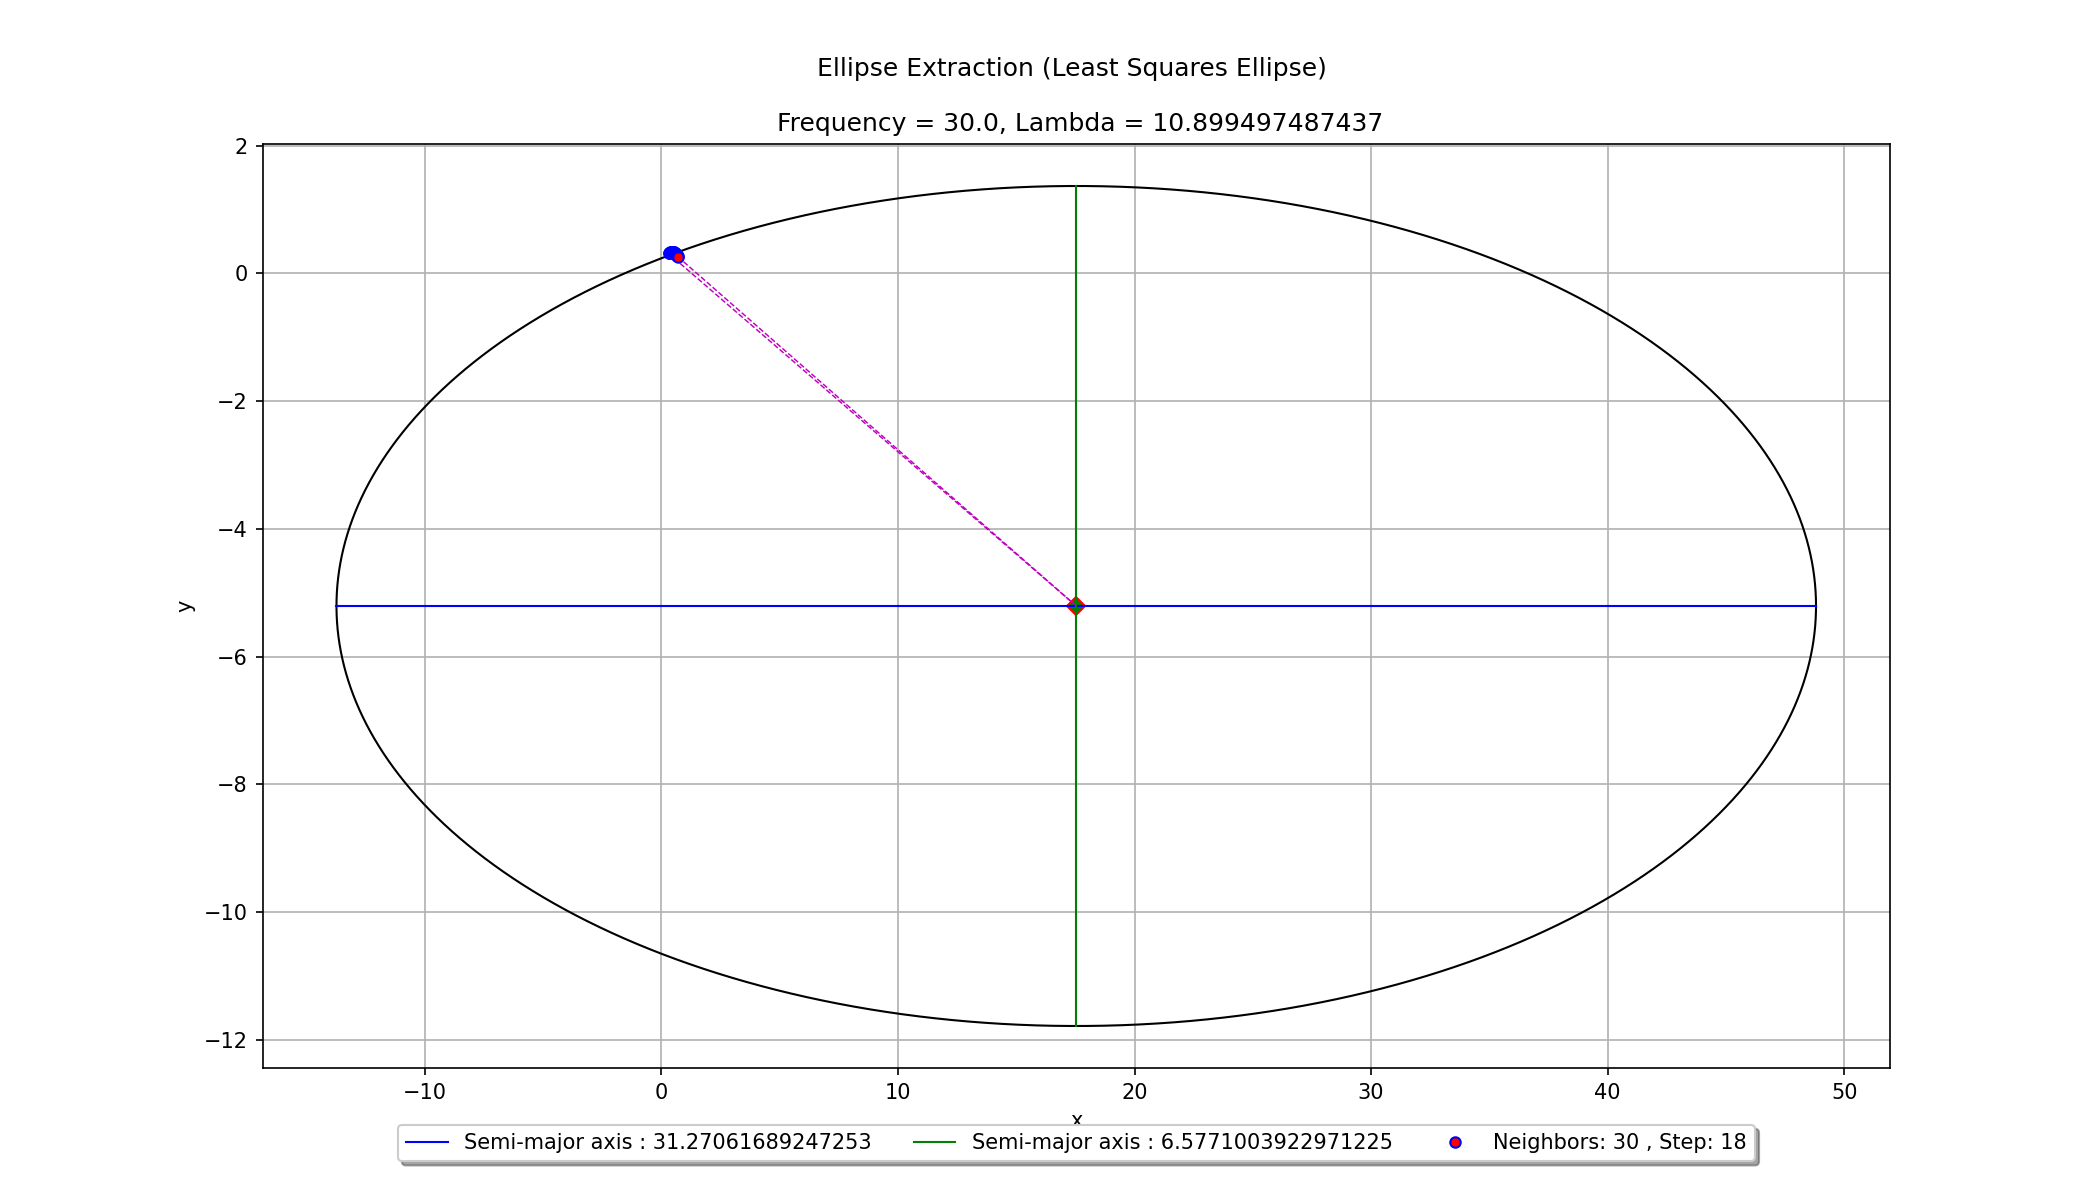 Ellipse Extraction (Least Squares Ellipse)
Frequency = 30.0, Lambda = 10.899497487437
2
0
−2
−4
−6
−8
−10
−12
y
−10 0 10 20 30 40 50
x
Semi-major axis : 31.27061689247253 Semi-major axis : 6.5771003922971225 Neighbors: 30 , Step: 18